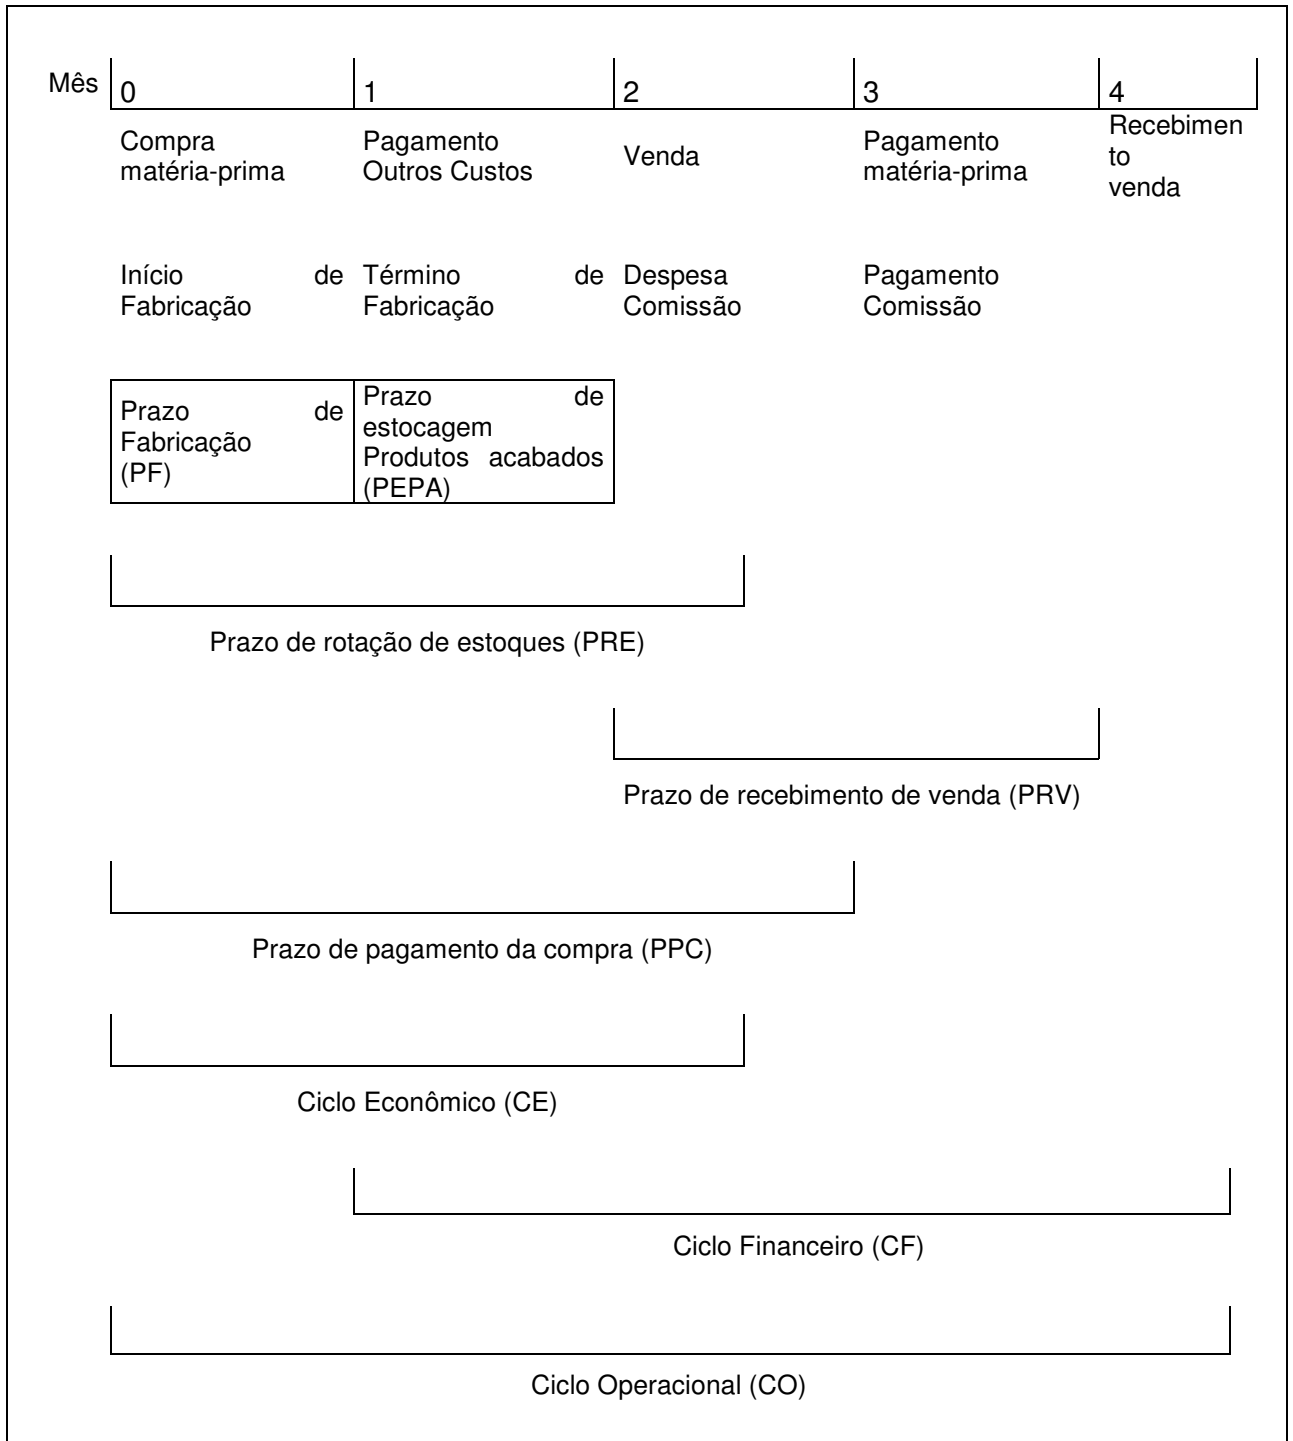 Mês 0 1 2 3 4
Compra
matéria-prima
Pagamento
Outros Custos
Venda
Pagamento
matéria-prima
Recebimen
to
venda
Início de
Fabricação
Término de
Fabricação
Despesa
Comissão
Pagamento
Comissão
Prazo de
Fabricação
(PF)
Prazo de
estocagem
Produtos acabados
(PEPA)
Prazo de rotação de estoques (PRE)
Prazo de recebimento de venda (PRV)
Prazo de pagamento da compra (PPC)
Ciclo Econômico (CE)
Ciclo Financeiro (CF)
Ciclo Operacional (CO)